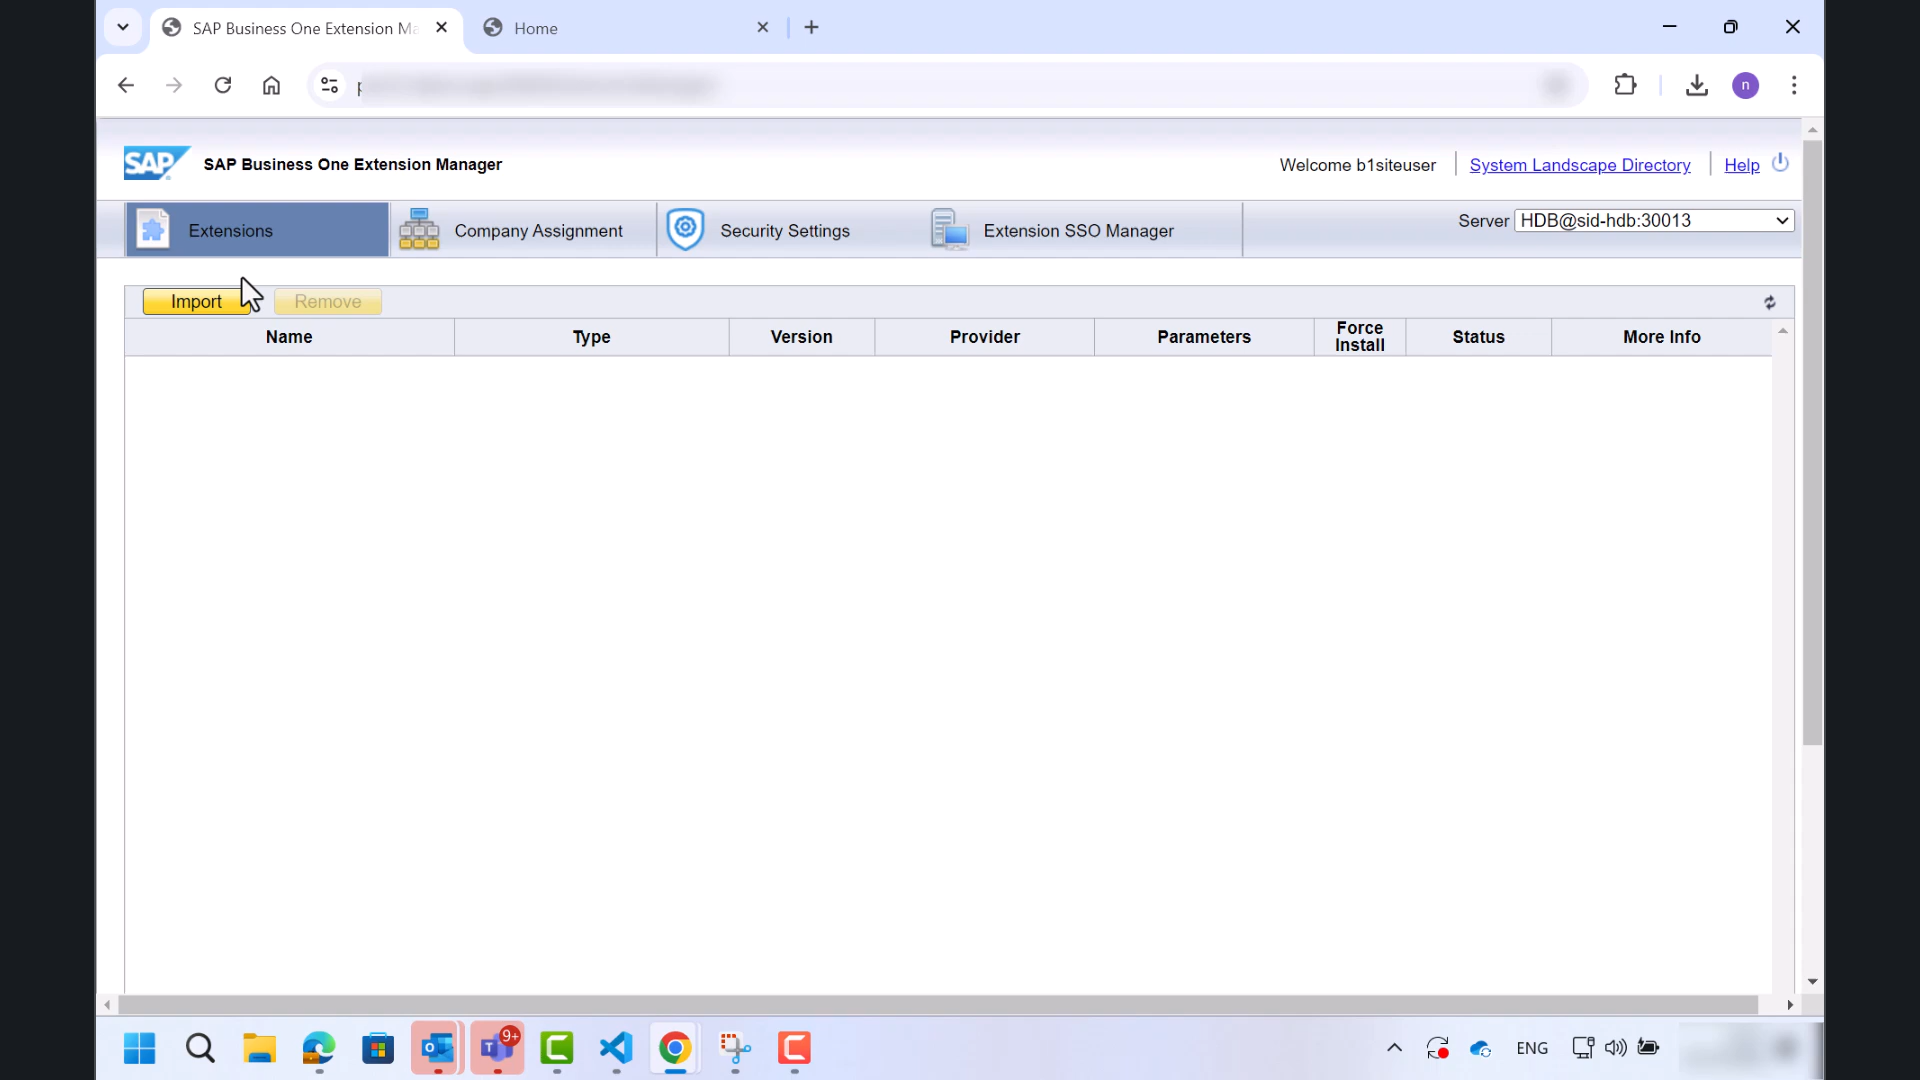 SAP Business One Extension Ma
Home
n
SAP SAP Business One Extension Manager
Welcome b1siteuser
System Landscape Directory
Help
Extensions
Company Assignment
Security Settings
Extension SSO Manager
Server HDB@sid-hdb:30013
Import
Remove
Name
Type
Version
Provider
Parameters
Force
Install
Status
More Info
9+
ENG